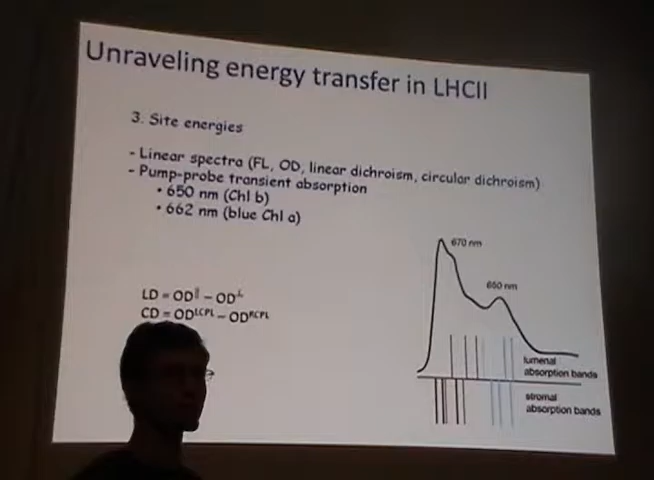 Unraveling energy transfer in LHCII
3. Site energies
- Linear spectra (FL, OD, linear dichroism, circular dichroism)
- Pump-probe transient absorption
• 650 nm (Chl b)
• 662 nm (blue Chl a)
LD = OD∥ – OD⊥
CD = ODᴸCPL – ODᴿCPL
670 nm
650 nm
lumenal
absorption bands
stromal
absorption bands